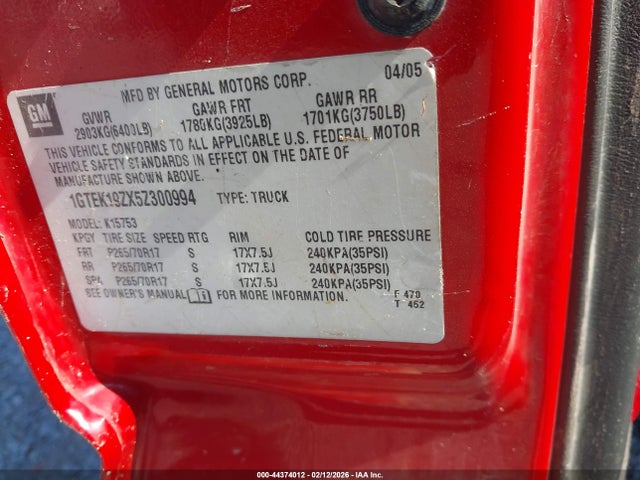 GM
MFD BY GENERAL MOTORS CORP. 04/05
GVWR GAWR FRT GAWR RR
2903KG(6400LB) 1780KG(3925LB) 1701KG(3750LB)
THIS VEHICLE CONFORMS TO ALL APPLICABLE U.S. FEDERAL MOTOR
VEHICLE SAFETY STANDARDS IN EFFECT ON THE DATE OF
MANUFACTURE SHOWN ABOVE.
1GTEK19ZX5Z300994 TYPE: TRUCK
MODEL: K15753
KPGY TIRE SIZE SPEED RTG RIM COLD TIRE PRESSURE
FRT P265/70R17 S 17X7.5J 240KPA(35PSI)
RR P265/70R17 S 17X7.5J 240KPA(35PSI)
SPA P265/70R17 S 17X7.5J 240KPA(35PSI)
SEE OWNER'S MANUAL FOR MORE INFORMATION.
F 479
T 452
000-44374012 - 02/12/2026 - IAAI.com